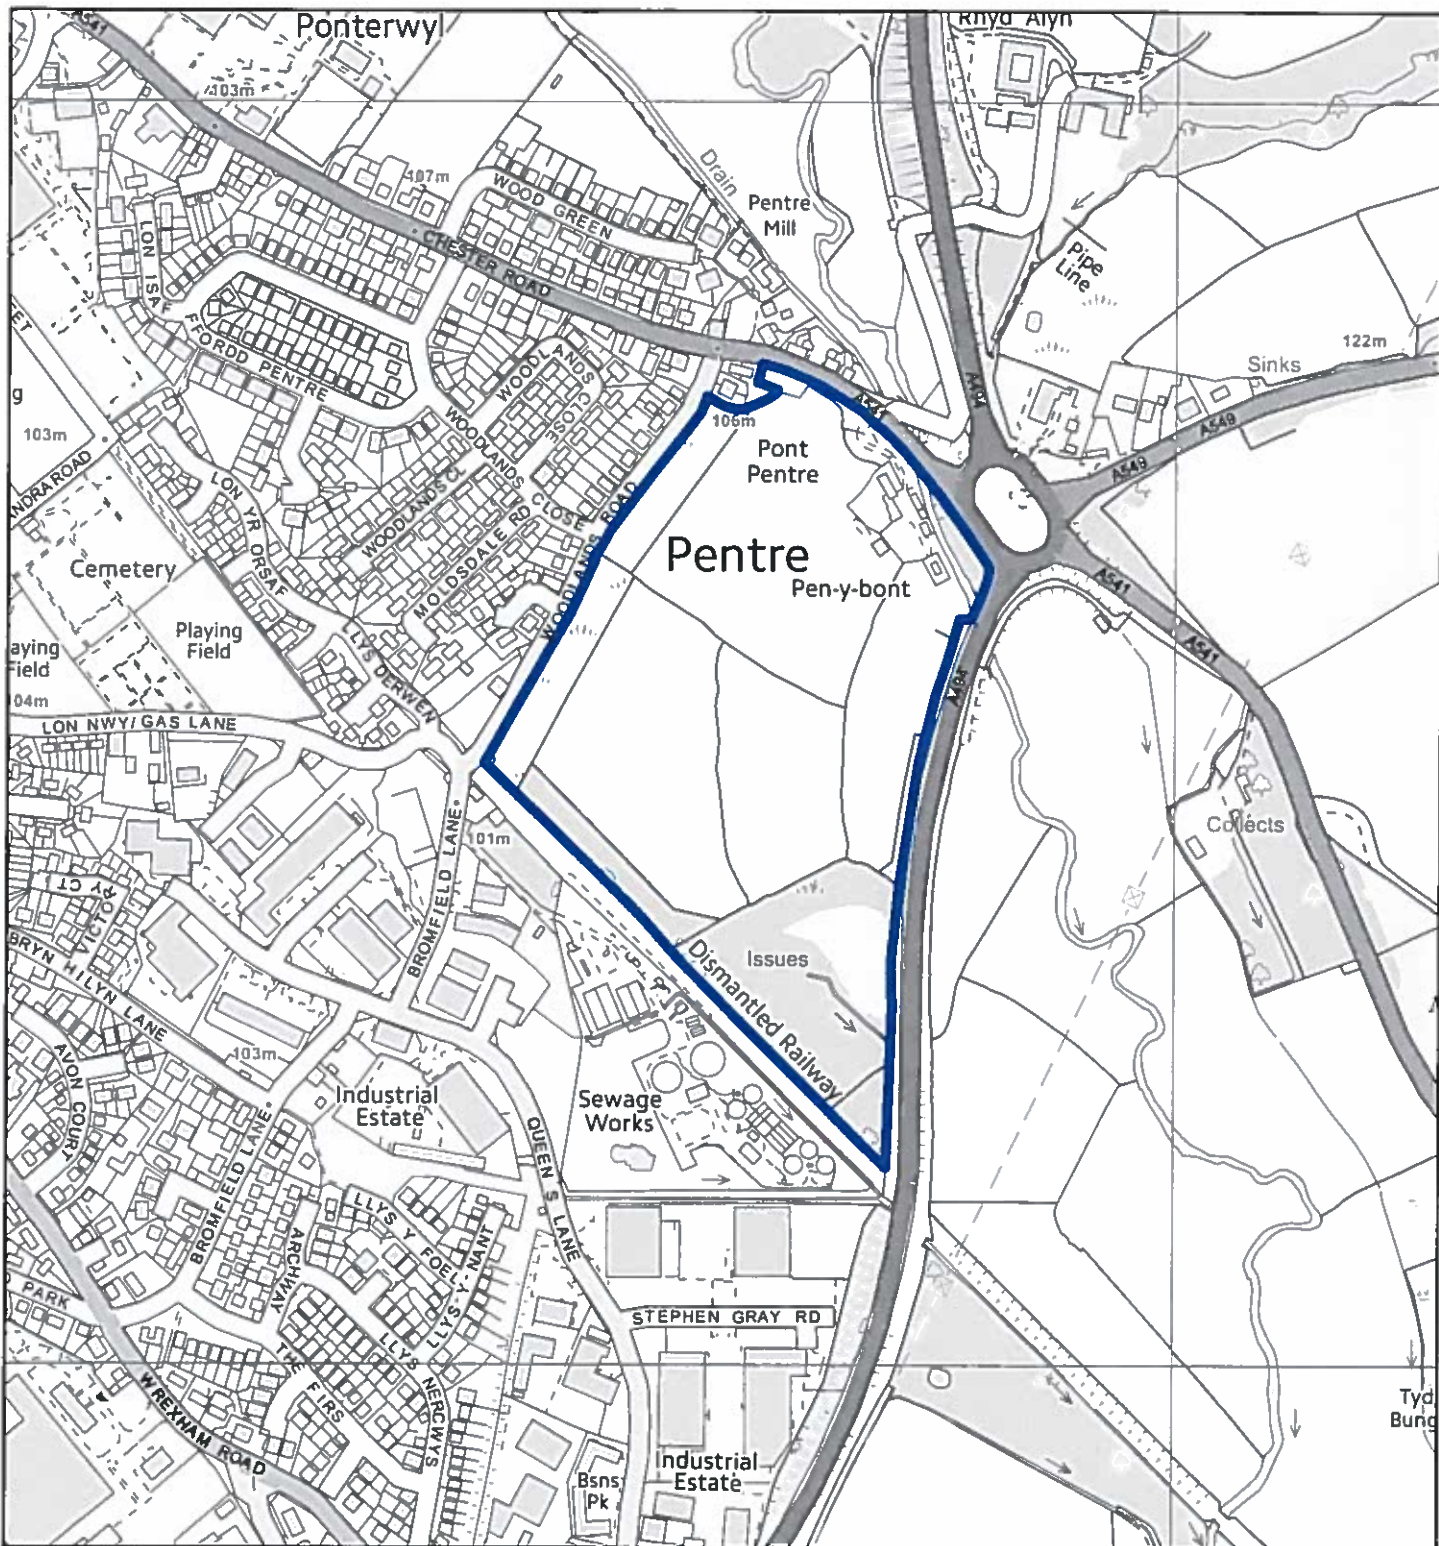 A541
Ponterwyl
Rhyd Alyn
103m
Drain
107m
WOOD GREEN
Pentre
Mill
LON ISAF
CHESTER ROAD
Pipe
Line
FFORDD PENTRE
WOODLANDS
CLOSE
122m
Sinks
A494
A541
A549
A549
WOODLANDS CLOSE
106m
103m
Pont
Pentre
LON YR ORSAF
WOODLANDS CL
MOLDSDALE RD
WOODLANDS ROAD
Pentre
Cemetery
Pen-y-bont
A541
Playing
Field
aying
Field
LLYS DERWEN
A541
104m
A494
LON NWY/GAS LANE
BROMFIELD LANE
101m
Collects
VICTORY CT
BRYN HILYN LANE
Issues
Dismantled Railway
AVON COURT
103m
Industrial
Estate
Sewage
Works
BROMFIELD LANE
QUEEN S LANE
LLYS Y FOEL
LLYS-Y-NANT
ARCHWAY
PARK
STEPHEN GRAY RD
THE FIRS
LLYS NERCWYS
WREXHAM ROAD
Tyd
Bung
Industrial
Estate
Bsns
Pk